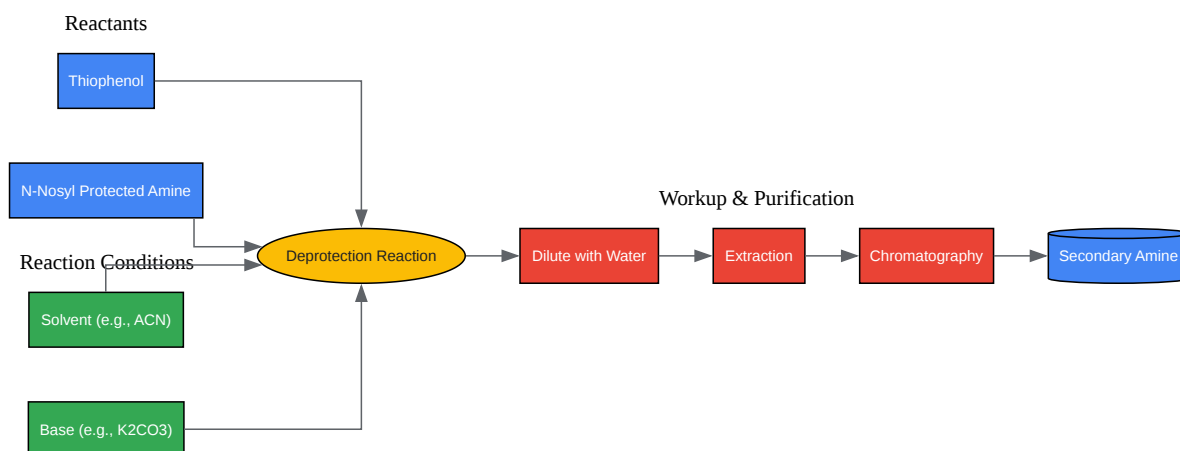 Reactants
Thiophenol
N-Nosyl Protected Amine
Reaction Conditions
Solvent (e.g., ACN)
Base (e.g., K2CO3)
Deprotection Reaction
Workup & Purification
Dilute with Water
Extraction
Chromatography
Secondary Amine